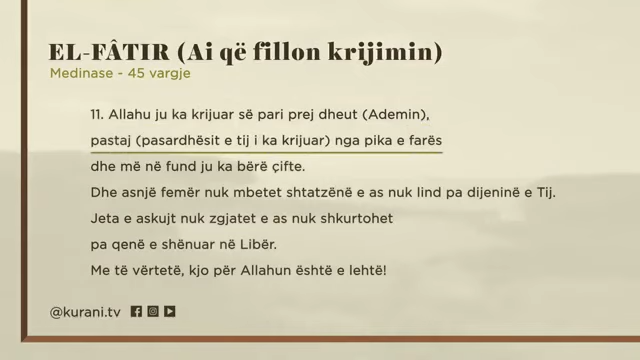 EL-FÂTIR (Ai që fillon krijimin)
Medinase - 45 vargje
11. Allahu ju ka krijuar së pari prej dheut (Ademin),
pastaj (pasardhësit e tij i ka krijuar) nga pika e farës
dhe më në fund ju ka bërë çifte.
Dhe asnjë femër nuk mbetet shtatzënë e as nuk lind pa dijeninë e Tij.
Jeta e askujt nuk zgjatet e as nuk shkurtohet
pa qenë e shënuar në Libër.
Me të vërtetë, kjo për Allahun është e lehtë!
@kurani.tv